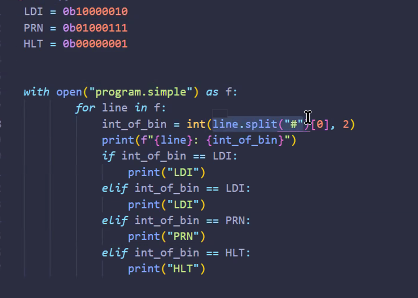 LDI = 0b10000010
PRN = 0b01000111
HLT = 0b00000001
with open("program.simple") as f:
for line in f:
int_of_bin = int(line.split("#")[0], 2)
print(f"{line}: {int_of_bin}")
if int_of_bin == LDI:
print("LDI")
elif int_of_bin == LDI:
print("LDI")
elif int_of_bin == PRN:
print("PRN")
elif int_of_bin == HLT:
print("HLT")